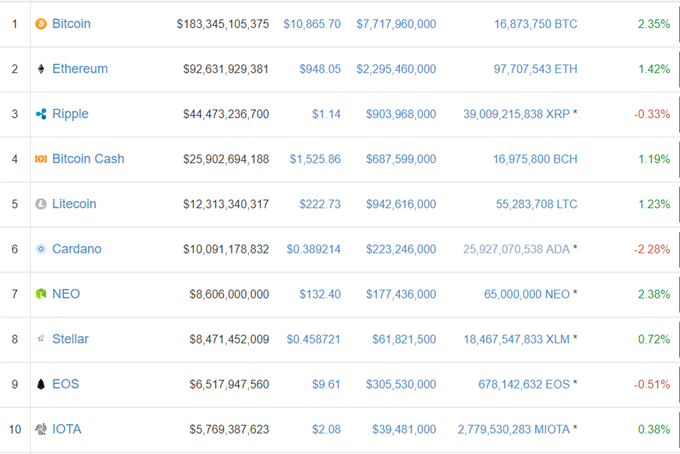 1 Bitcoin $183,345,105,375 $10,865.70 $7,717,960,000 16,873,750 BTC 2.35%
2 Ethereum $92,631,929,381 $948.05 $2,295,460,000 97,707,543 ETH 1.42%
3 Ripple $44,473,236,700 $1.14 $903,968,000 39,009,215,838 XRP * -0.33%
4 Bitcoin Cash $25,902,694,188 $1,525.86 $687,599,000 16,975,800 BCH 1.19%
5 Litecoin $12,313,340,317 $222.73 $942,616,000 55,283,708 LTC 1.23%
6 Cardano $10,091,178,832 $0.389214 $223,246,000 25,927,070,538 ADA * -2.28%
7 NEO $8,606,000,000 $132.40 $177,436,000 65,000,000 NEO * 2.38%
8 Stellar $8,471,452,009 $0.458721 $61,821,500 18,467,547,833 XLM * 0.72%
9 EOS $6,517,947,560 $9.61 $305,530,000 678,142,632 EOS * -0.51%
10 IOTA $5,769,387,623 $2.08 $39,481,000 2,779,530,283 MIOTA * 0.38%